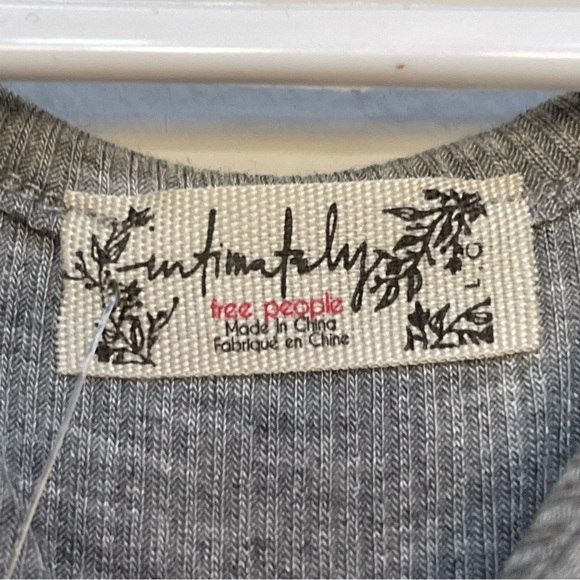 intimately
free people
Made in China
Fabriqué en Chine
L.C